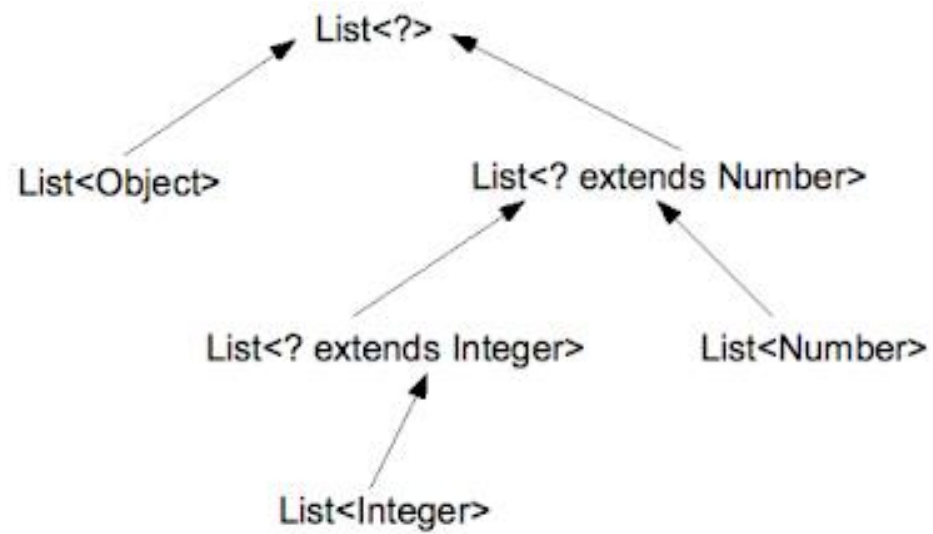 List<?>
List<Object>
List<? extends Number>
List<? extends Integer>
List<Number>
List<Integer>